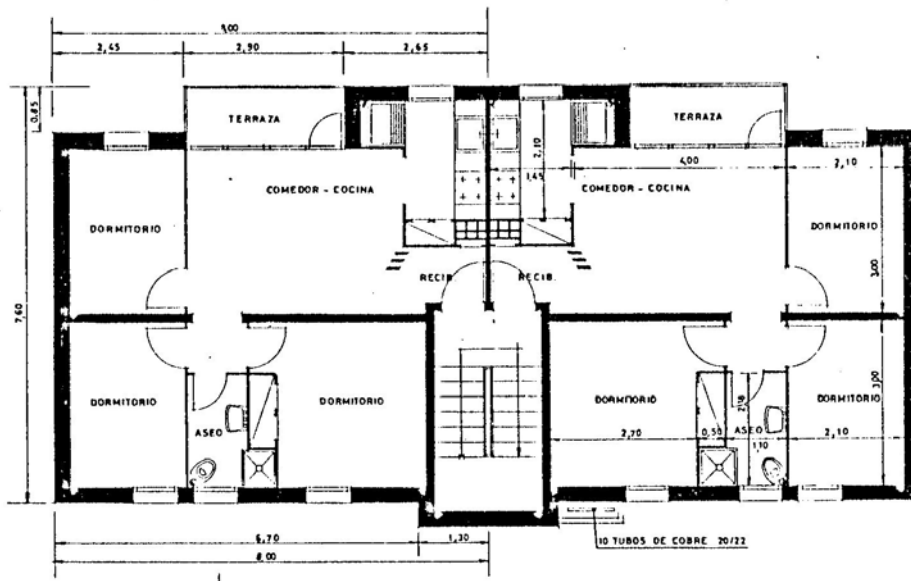 8,00
2,45 2,90 2,65
0,85
TERRAZA
TERRAZA
2,10
1,45
4,00
2,10
COMEDOR - COCINA
COMEDOR - COCINA
DORMITORIO
DORMITORIO
7,60
3,00
RECIB.
RECIB.
DORMITORIO
DORMITORIO
DORMITORIO
DORMITORIO
3,00
ASEO
2,70
0,50
ASEO
1,10
2,10
6,70 1,30
8,00
10 TUBOS DE COBRE 20/22